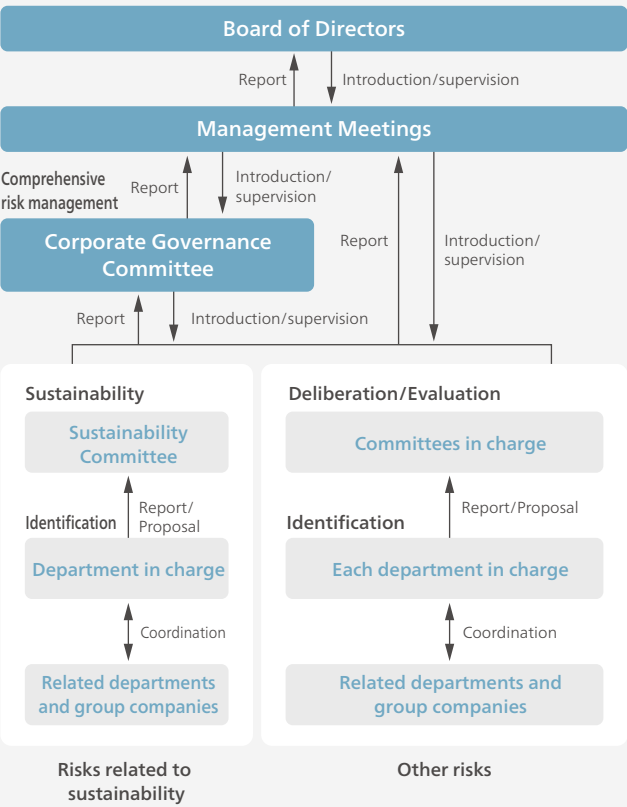 Board of Directors
Report
Introduction/supervision
Management Meetings
Comprehensive
risk management
Report
Introduction/
supervision
Corporate Governance
Committee
Report
Introduction/
supervision
Report
Introduction/supervision
Sustainability
Sustainability
Committee
Report/
Proposal
Identification
Department in charge
Coordination
Related departments
and group companies
Risks related to
sustainability
Deliberation/Evaluation
Committees in charge
Report/Proposal
Identification
Each department in charge
Coordination
Related departments and
group companies
Other risks